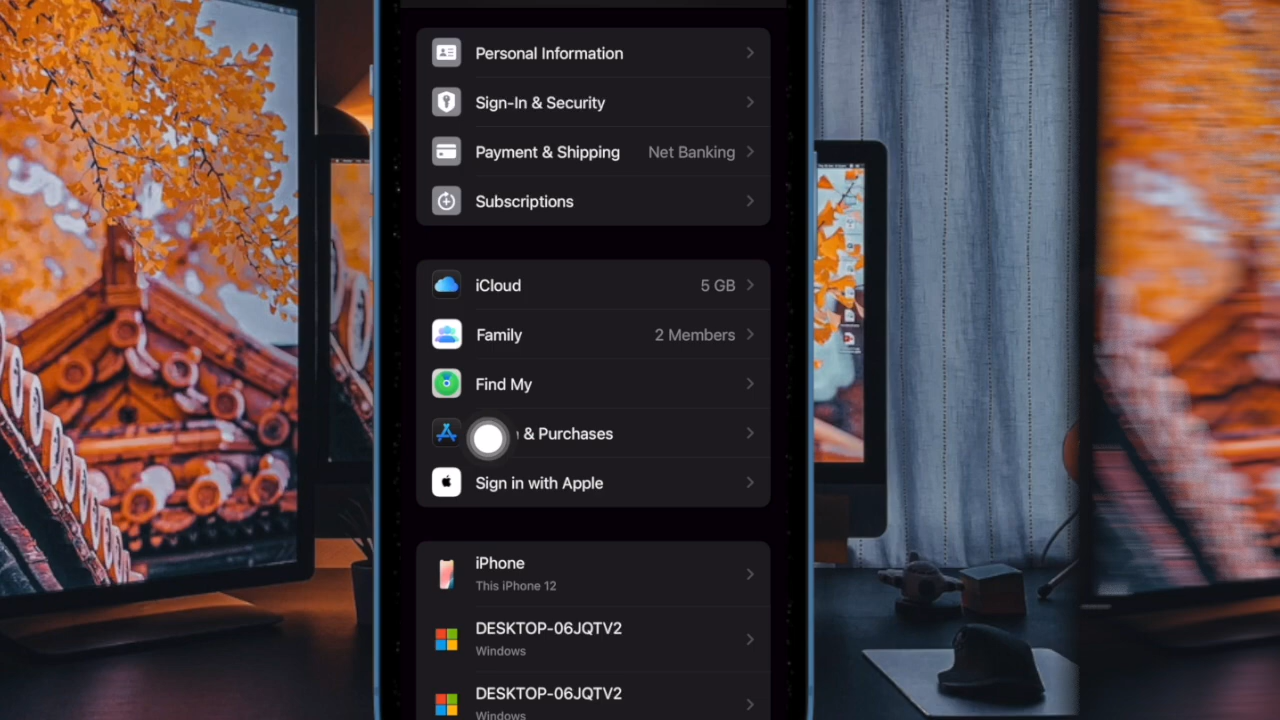 Personal Information
Sign-In & Security
Payment & Shipping Net Banking
Subscriptions
iCloud 5 GB
Family 2 Members
Find My
& Purchases
Sign in with Apple
iPhone
This iPhone 12
DESKTOP-06JQTV2
Windows
DESKTOP-06JQTV2
Windows